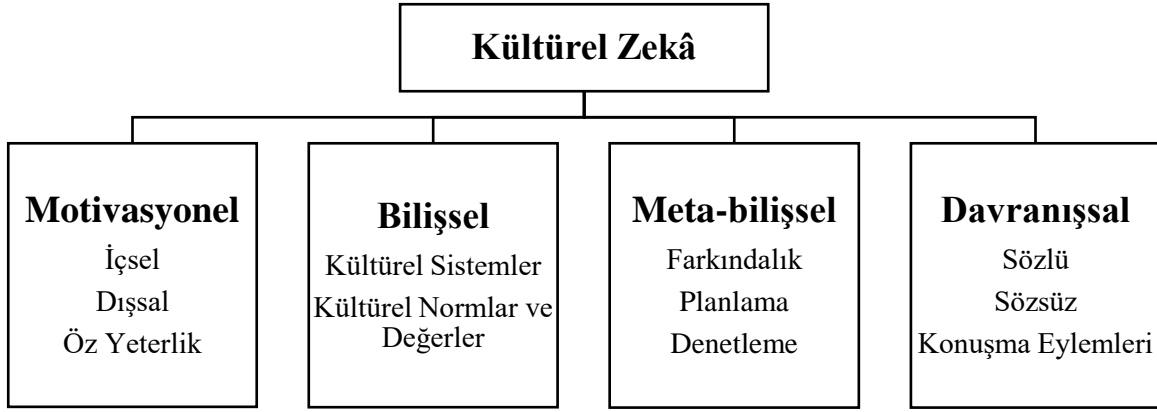 Kültürel Zekâ
Motivasyonel
İçsel
Dışsal
Öz Yeterlik
Bilişsel
Kültürel Sistemler
Kültürel Normlar ve
Değerler
Meta-bilişsel
Farkındalık
Planlama
Denetleme
Davranışsal
Sözlü
Sözsüz
Konuşma Eylemleri